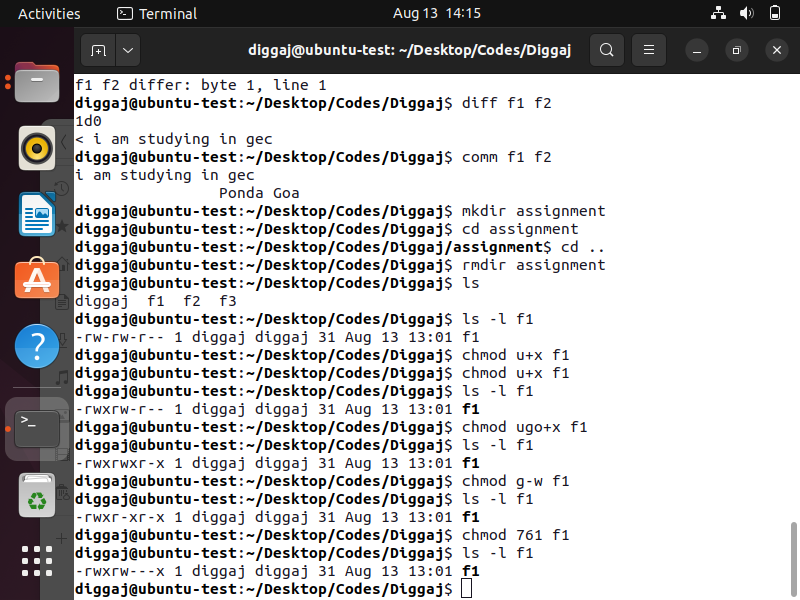 Activities Terminal Aug 13 14:15
diggaj@ubuntu-test: ~/Desktop/Codes/Diggaj
f1 f2 differ: byte 1, line 1
diggaj@ubuntu-test:~/Desktop/Codes/Diggaj$ diff f1 f2
1d0
< i am studying in gec
diggaj@ubuntu-test:~/Desktop/Codes/Diggaj$ comm f1 f2
i am studying in gec
Ponda Goa
diggaj@ubuntu-test:~/Desktop/Codes/Diggaj$ mkdir assignment
diggaj@ubuntu-test:~/Desktop/Codes/Diggaj$ cd assignment
diggaj@ubuntu-test:~/Desktop/Codes/Diggaj/assignment$ cd ..
diggaj@ubuntu-test:~/Desktop/Codes/Diggaj$ rmdir assignment
diggaj@ubuntu-test:~/Desktop/Codes/Diggaj$ ls
diggaj  f1  f2  f3
diggaj@ubuntu-test:~/Desktop/Codes/Diggaj$ ls -l f1
-rw-rw-r-- 1 diggaj diggaj 31 Aug 13 13:01 f1
diggaj@ubuntu-test:~/Desktop/Codes/Diggaj$ chmod u+x f1
diggaj@ubuntu-test:~/Desktop/Codes/Diggaj$ chmod u+x f1
diggaj@ubuntu-test:~/Desktop/Codes/Diggaj$ ls -l f1
-rwxrw-r-- 1 diggaj diggaj 31 Aug 13 13:01 f1
diggaj@ubuntu-test:~/Desktop/Codes/Diggaj$ chmod ugo+x f1
diggaj@ubuntu-test:~/Desktop/Codes/Diggaj$ ls -l f1
-rwxrwxr-x 1 diggaj diggaj 31 Aug 13 13:01 f1
diggaj@ubuntu-test:~/Desktop/Codes/Diggaj$ chmod g-w f1
diggaj@ubuntu-test:~/Desktop/Codes/Diggaj$ ls -l f1
-rwxr-xr-x 1 diggaj diggaj 31 Aug 13 13:01 f1
diggaj@ubuntu-test:~/Desktop/Codes/Diggaj$ chmod 761 f1
diggaj@ubuntu-test:~/Desktop/Codes/Diggaj$ ls -l f1
-rwxrw---x 1 diggaj diggaj 31 Aug 13 13:01 f1
diggaj@ubuntu-test:~/Desktop/Codes/Diggaj$